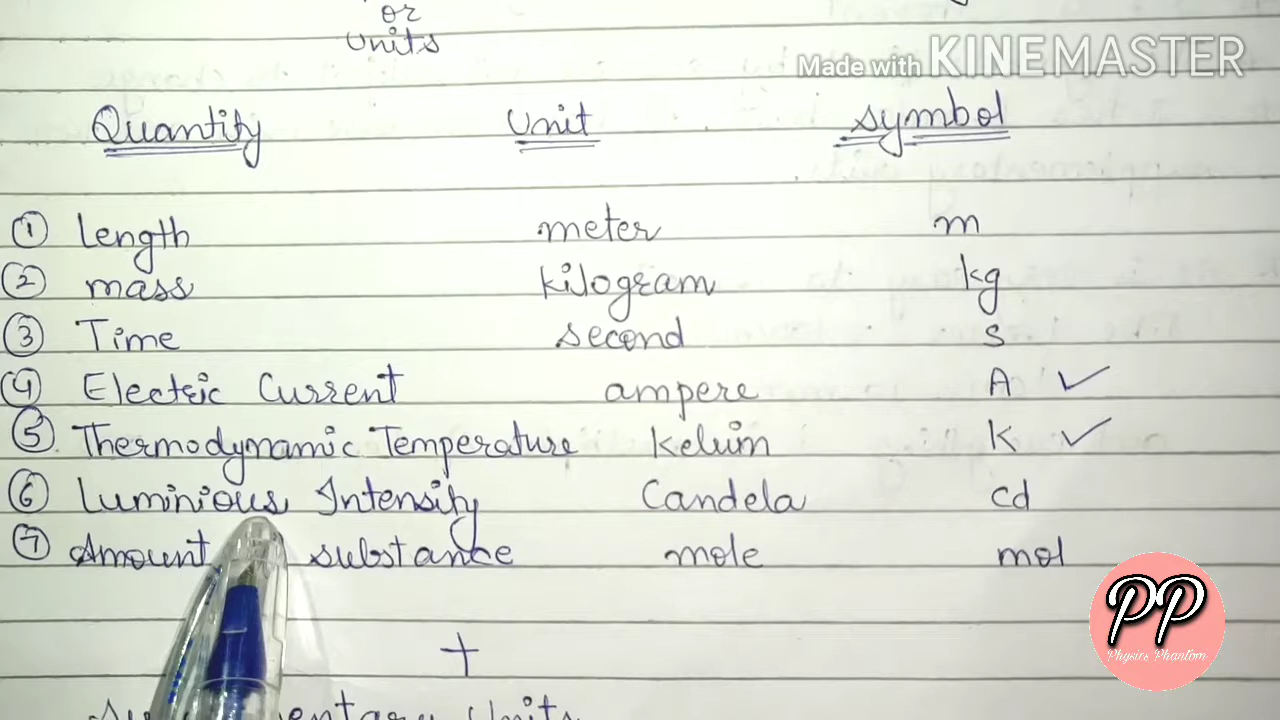 or
Units
Made with KINEMASTER
Quantity Unit Symbol
① Length meter m
② mass kilogram kg
③ Time second s
④ Electric Current ampere A ✓
⑤ Thermodynamic Temperature Kelvin K ✓
⑥ Luminious Intensity Candela cd
⑦ Amount substance mole mol
+
PP
Physics Phantom
Units